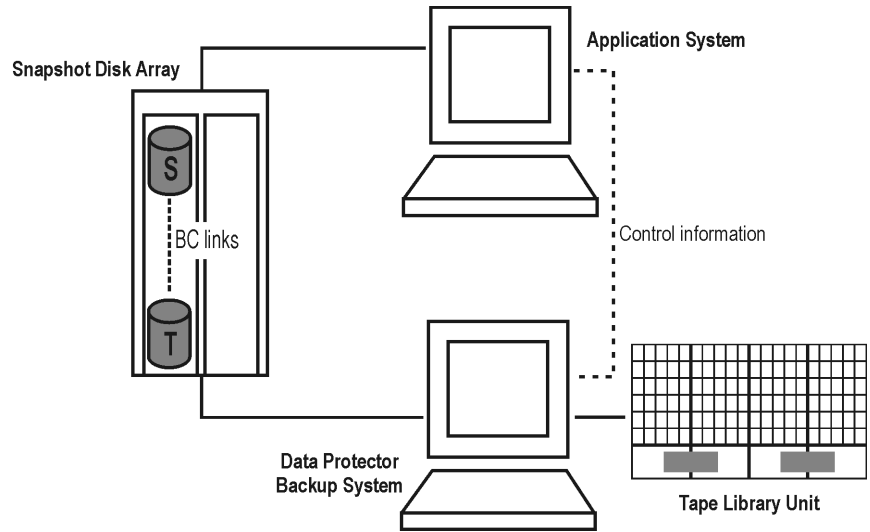 Application System
Snapshot Disk Array
S
BC links
Control information
T
Data Protector
Backup System
Tape Library Unit